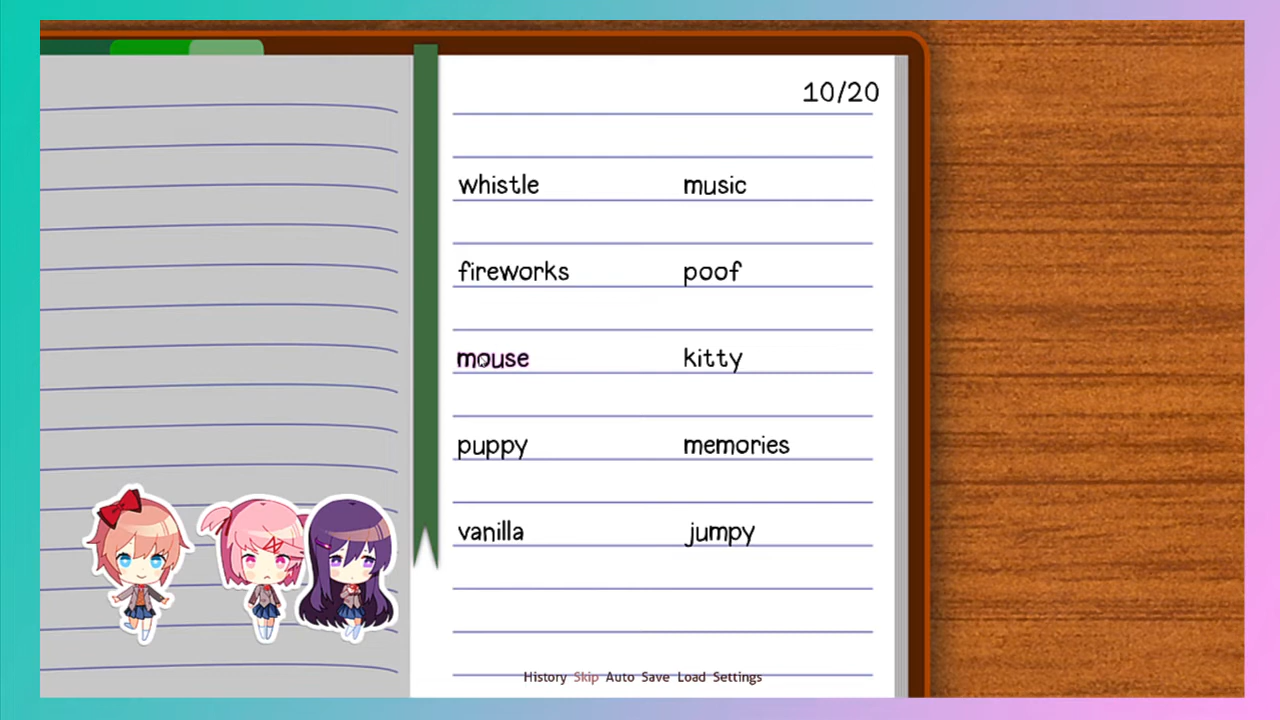 10/20
whistle music
fireworks poof
mouse kitty
puppy memories
vanilla jumpy
History Skip Auto Save Load Settings